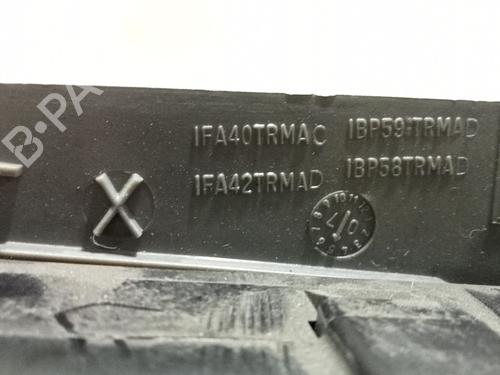 1FA40TRMAC 1BP59TRMAD
1FA42TRMAD 1BP58TRMAD
X
B-PA